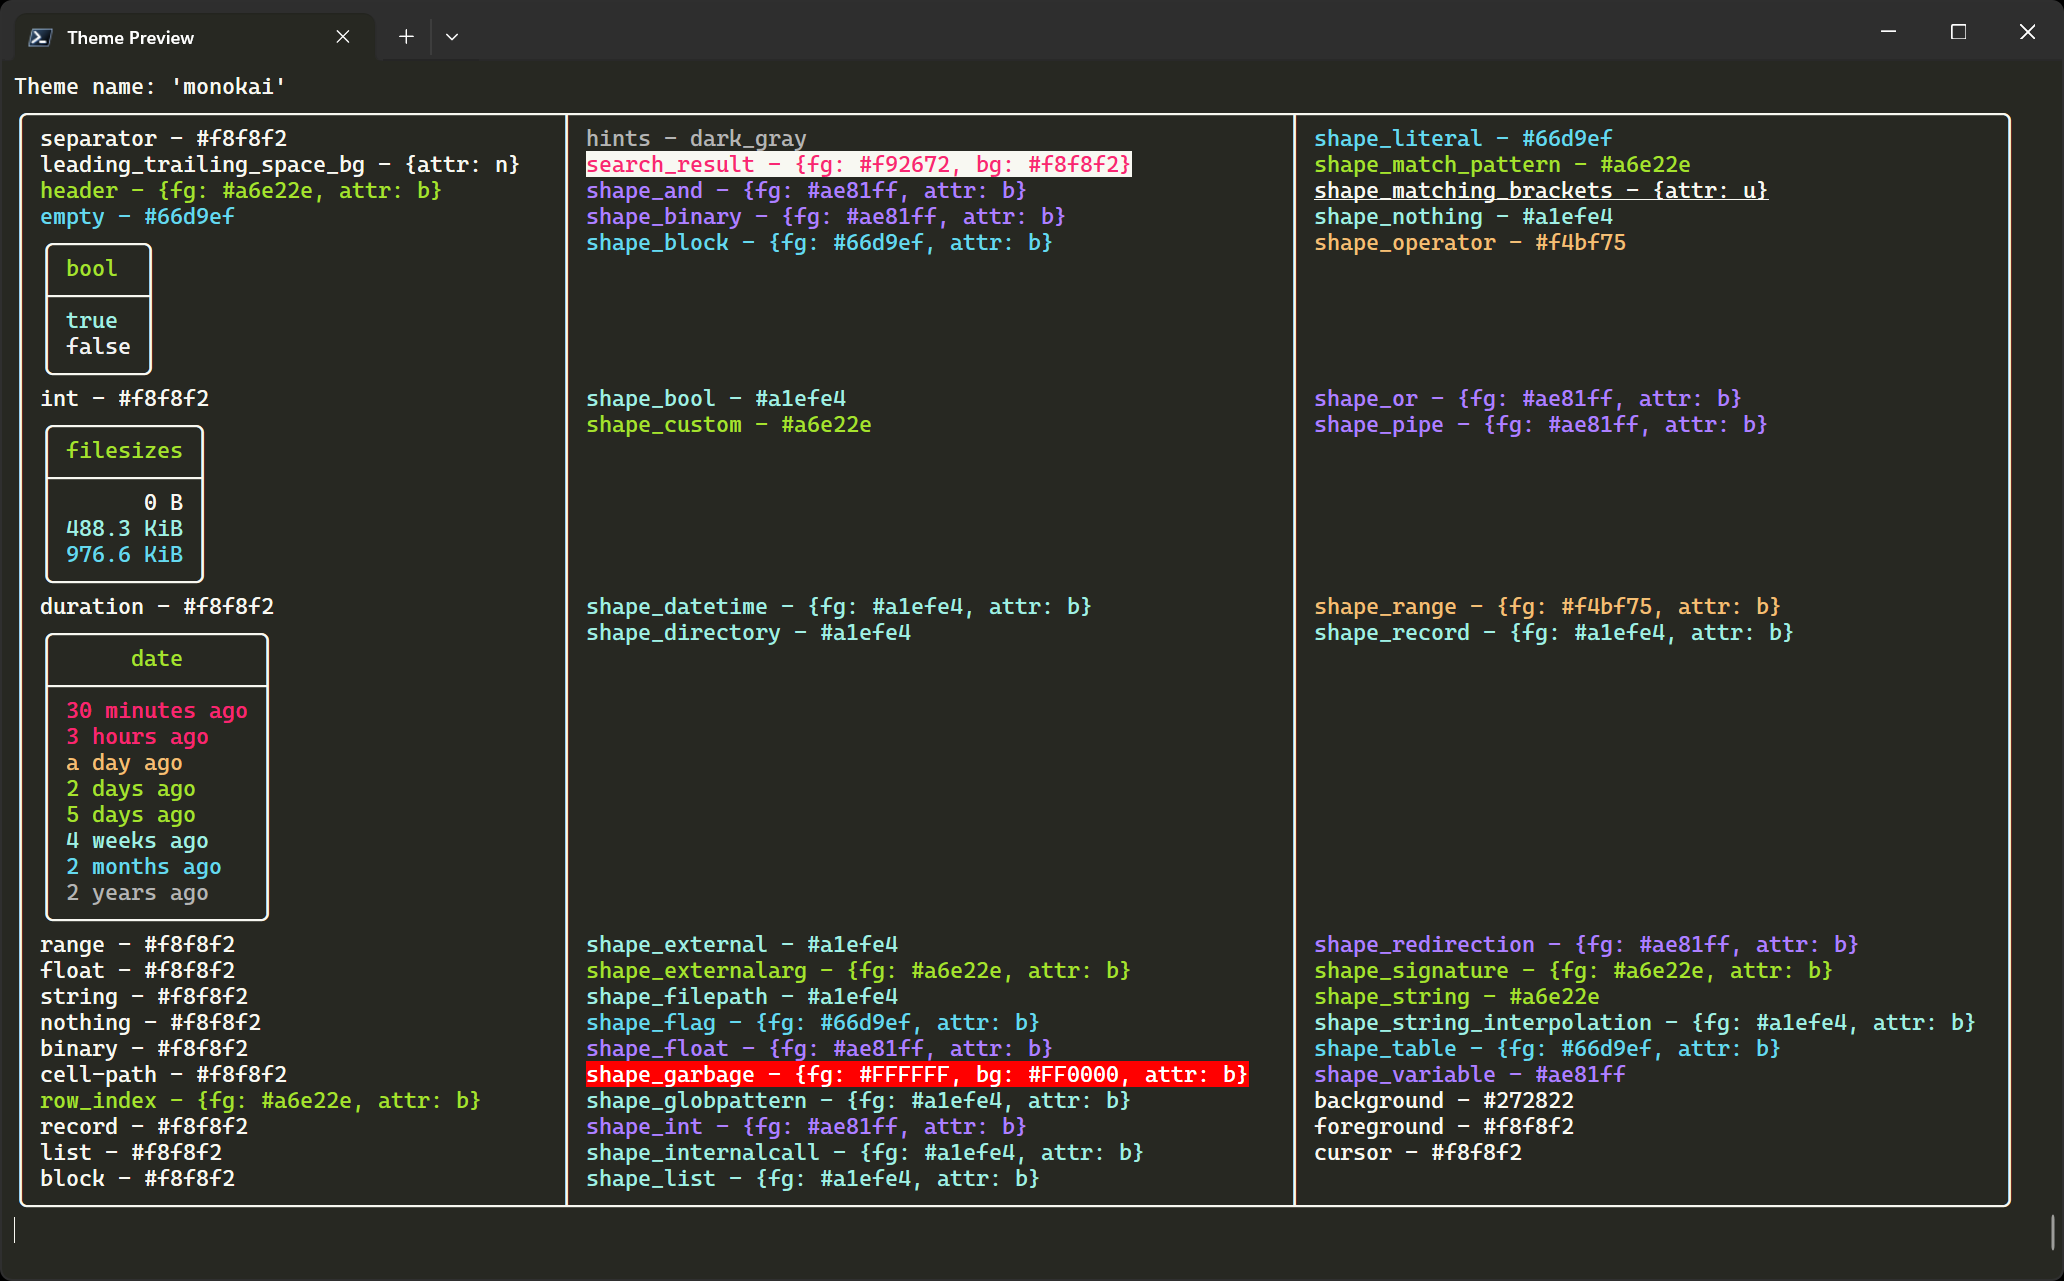 Theme Preview
Theme name: 'monokai'
separator - #f8f8f2
leading_trailing_space_bg - {attr: n}
header - {fg: #a6e22e, attr: b}
empty - #66d9ef
bool
true
false
int - #f8f8f2
filesizes
0 B
488.3 KiB
976.6 KiB
duration - #f8f8f2
date
30 minutes ago
3 hours ago
a day ago
2 days ago
5 days ago
4 weeks ago
2 months ago
2 years ago
range - #f8f8f2
float - #f8f8f2
string - #f8f8f2
nothing - #f8f8f2
binary - #f8f8f2
cell-path - #f8f8f2
row_index - {fg: #a6e22e, attr: b}
record - #f8f8f2
list - #f8f8f2
block - #f8f8f2
hints - dark_gray
search_result - {fg: #f92672, bg: #f8f8f2}
shape_and - {fg: #ae81ff, attr: b}
shape_binary - {fg: #ae81ff, attr: b}
shape_block - {fg: #66d9ef, attr: b}
shape_bool - #a1efe4
shape_custom - #a6e22e
shape_datetime - {fg: #a1efe4, attr: b}
shape_directory - #a1efe4
shape_external - #a1efe4
shape_externalarg - {fg: #a6e22e, attr: b}
shape_filepath - #a1efe4
shape_flag - {fg: #66d9ef, attr: b}
shape_float - {fg: #ae81ff, attr: b}
shape_garbage - {fg: #FFFFFF, bg: #FF0000, attr: b}
shape_globpattern - {fg: #a1efe4, attr: b}
shape_int - {fg: #ae81ff, attr: b}
shape_internalcall - {fg: #a1efe4, attr: b}
shape_list - {fg: #a1efe4, attr: b}
shape_literal - #66d9ef
shape_match_pattern - #a6e22e
shape_matching_brackets - {attr: u}
shape_nothing - #a1efe4
shape_operator - #f4bf75
shape_or - {fg: #ae81ff, attr: b}
shape_pipe - {fg: #ae81ff, attr: b}
shape_range - {fg: #f4bf75, attr: b}
shape_record - {fg: #a1efe4, attr: b}
shape_redirection - {fg: #ae81ff, attr: b}
shape_signature - {fg: #a6e22e, attr: b}
shape_string - #a6e22e
shape_string_interpolation - {fg: #a1efe4, attr: b}
shape_table - {fg: #66d9ef, attr: b}
shape_variable - #ae81ff
background - #272822
foreground - #f8f8f2
cursor - #f8f8f2